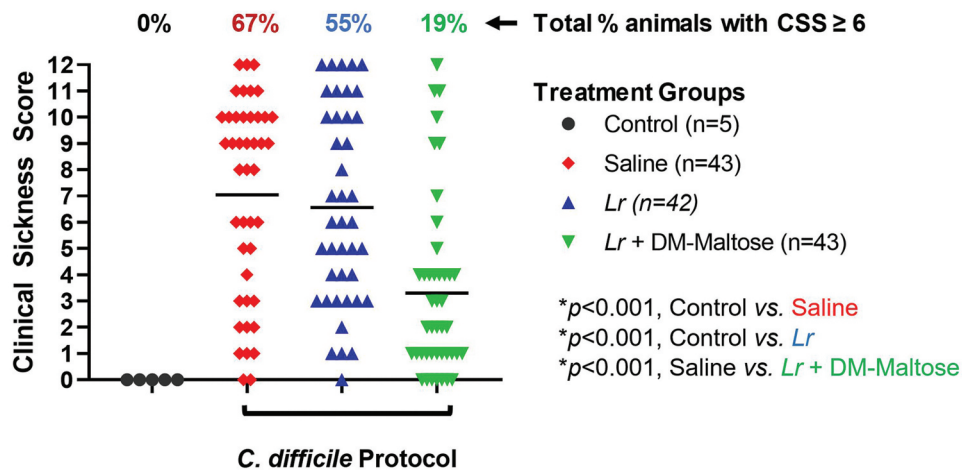 0% 67% 55% 19% Total % animals with CSS ≥ 6
Clinical Sickness Score
12
11
10
9
8
7
6
5
4
3
2
1
0
Treatment Groups
Control (n=5)
Saline (n=43)
Lr (n=42)
Lr + DM-Maltose (n=43)
*p<0.001, Control vs. Saline
*p<0.001, Control vs. Lr
*p<0.001, Saline vs. Lr + DM-Maltose
C. difficile Protocol